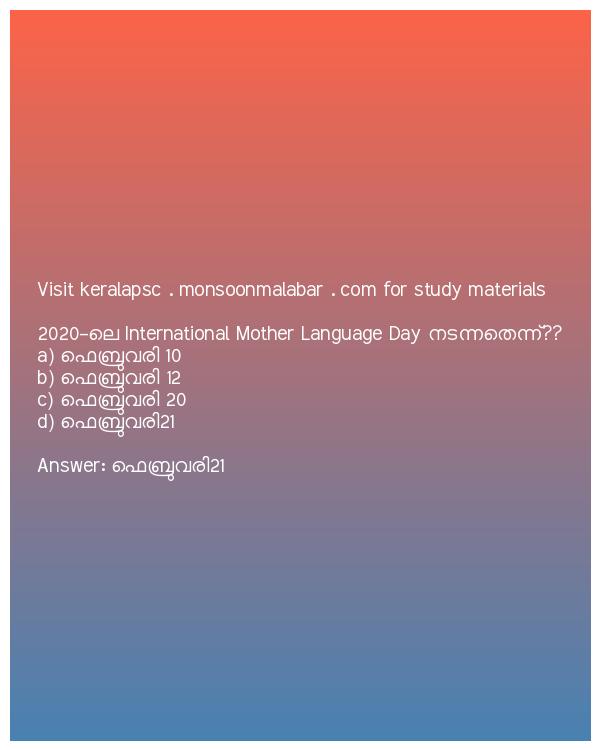 Visit keralapsc . monsoonmalabar . com for study materials
2020-ലെ International Mother Language Day നടന്നതെന്ന്??
a) ഫെബ്രുവരി 10
b) ഫെബ്രുവരി 12
c) ഫെബ്രുവരി 20
d) ഫെബ്രുവരി21
Answer: ഫെബ്രുവരി21